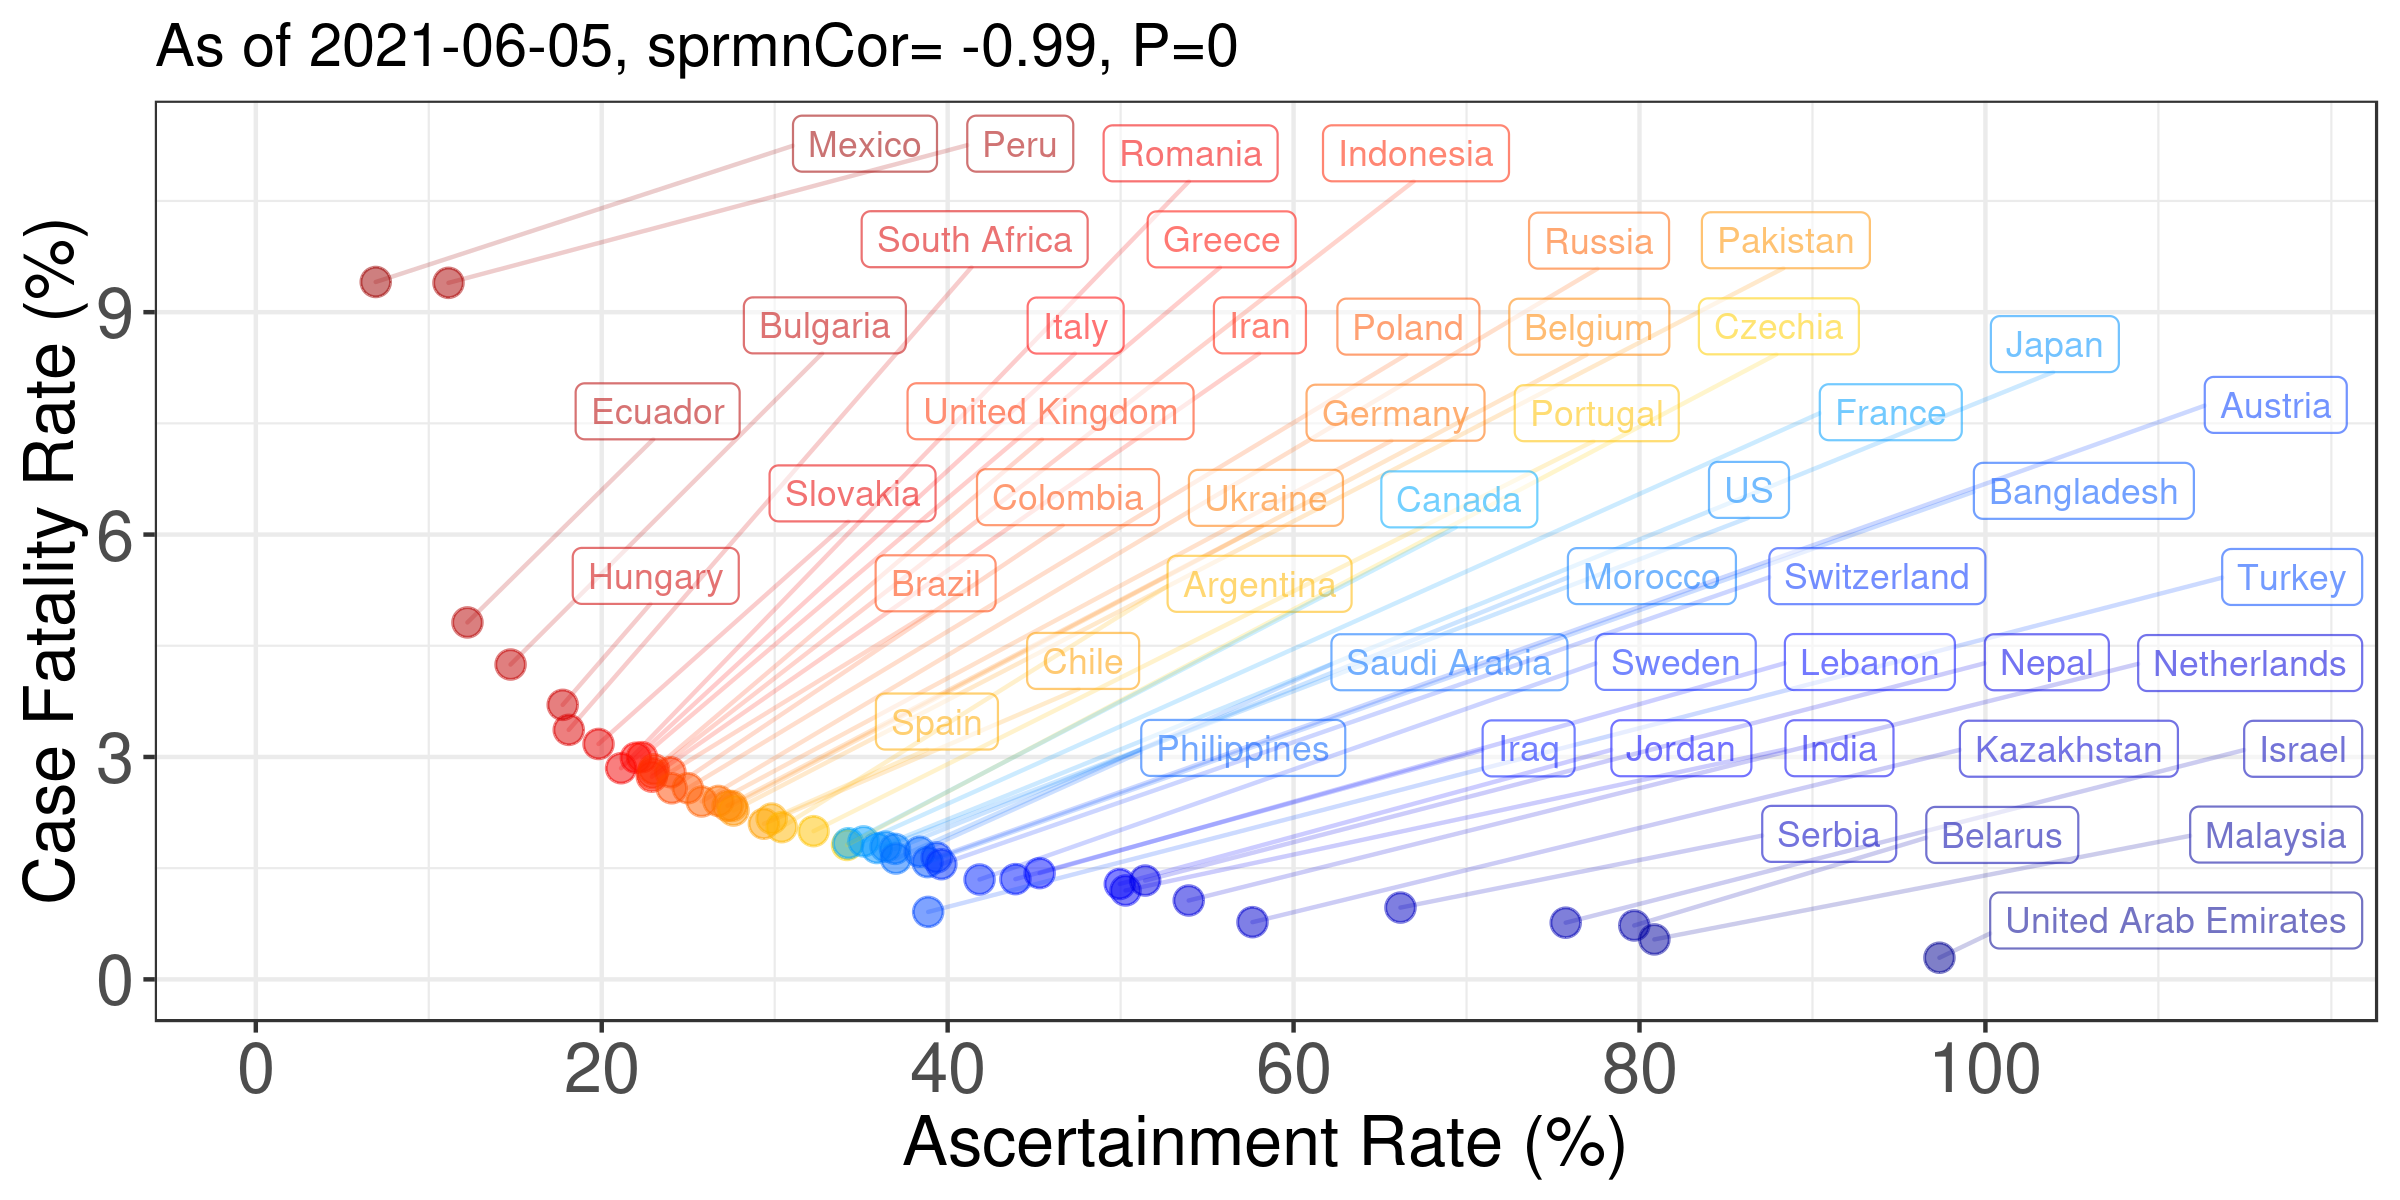 As of 2021-06-05, sprmnCor= -0.99, P=0
Mexico
Peru
Romania
Indonesia
South Africa
Greece
Russia
Pakistan
Bulgaria
Italy
Iran
Poland
Belgium
Czechia
Japan
Ecuador
United Kingdom
Germany
Portugal
France
Austria
Slovakia
Colombia
Ukraine
Canada
US
Bangladesh
Hungary
Brazil
Argentina
Morocco
Switzerland
Turkey
Chile
Saudi Arabia
Sweden
Lebanon
Nepal
Netherlands
Spain
Philippines
Iraq
Jordan
India
Kazakhstan
Israel
Serbia
Belarus
Malaysia
United Arab Emirates
Case Fatality Rate (%)
9
6
3
0
0 20 40 60 80 100
Ascertainment Rate (%)